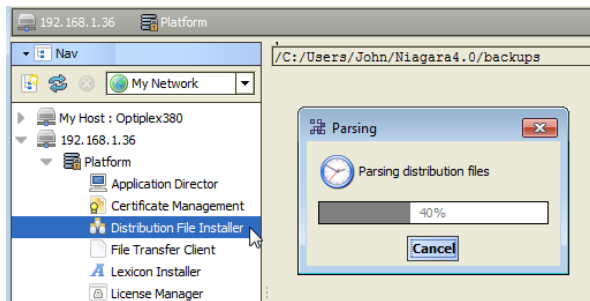 192.168.1.36 Platform
Nav
/C:/Users/John/Niagara4.0/backups
My Network
My Host : Optiplex380
192.168.1.36
Platform
Application Director
Certificate Management
Distribution File Installer
File Transfer Client
Lexicon Installer
License Manager
Parsing
Parsing distribution files
40%
Cancel